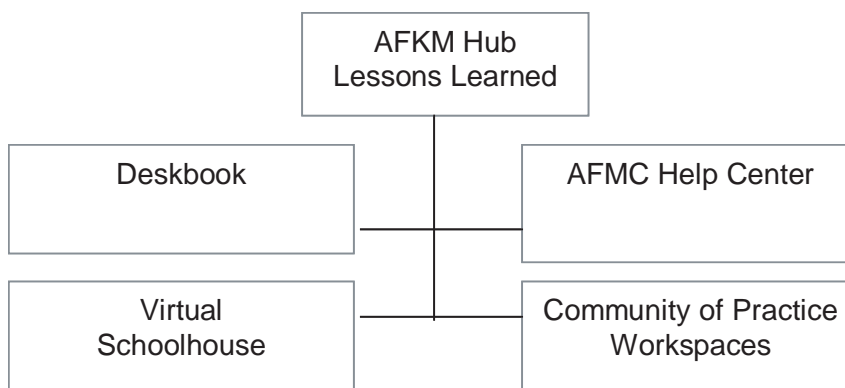 AFKM Hub
Lessons Learned
Deskbook
AFMC Help Center
Virtual
Schoolhouse
Community of Practice
Workspaces